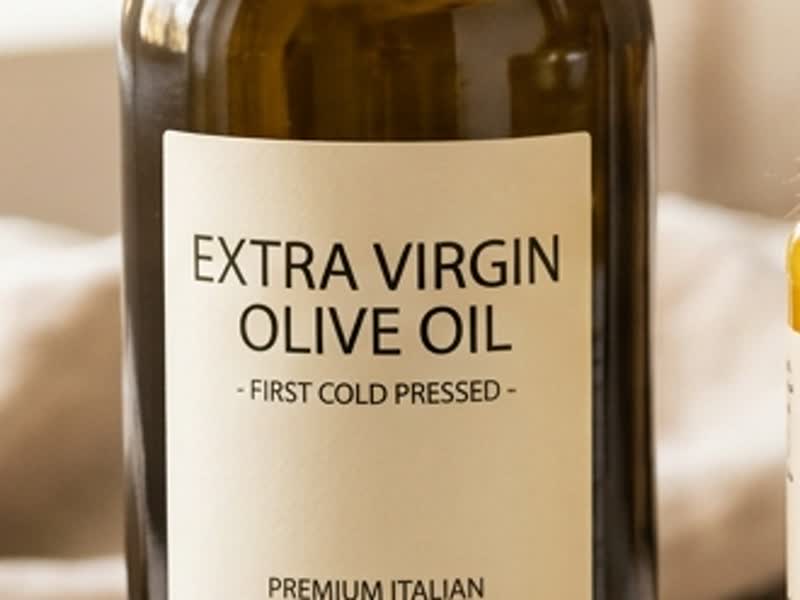 EXTRA VIRGIN
OLIVE OIL
- FIRST COLD PRESSED -
PREMIUM ITALIAN